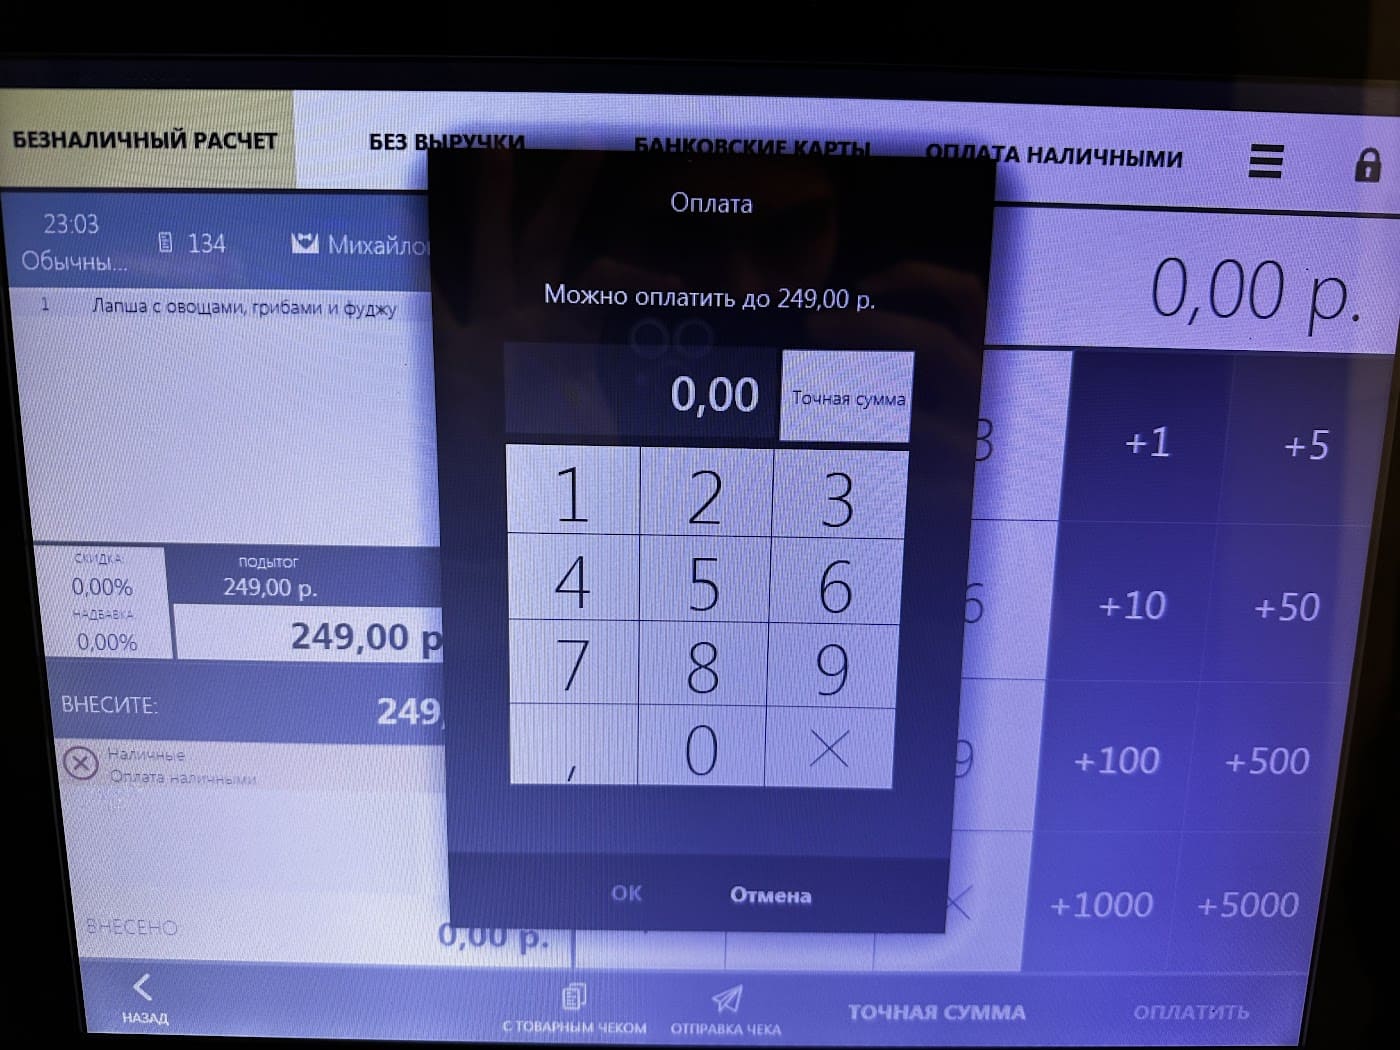 БЕЗНАЛИЧНЫЙ РАСЧЕТ
БЕЗ ВЫРУЧКИ
БАНКОВСКИЕ КАРТЫ
ОПЛАТА НАЛИЧНЫМИ
23:03
Обычны...
134
Михайло
1 Лапша с овощами, грибами и фуджу
0,00 р.
Оплата
Можно оплатить до 249,00 р.
0,00
Точная сумма
1 2 3
4 5 6
7 8 9
, 0
OK
Отмена
3
6
9
+1 +5
+10 +50
+100 +500
+1000 +5000
СКИДКА
0,00%
НАДБАВКА
0,00%
ПОДЫТОГ
249,00 р.
249,00 р
ВНЕСИТЕ:
249,
Наличные
Оплата наличными
ВНЕСЕНО
0,00 р.
НАЗАД
С ТОВАРНЫМ ЧЕКОМ
ОТПРАВКА ЧЕКА
ТОЧНАЯ СУММА
ОПЛАТИТЬ